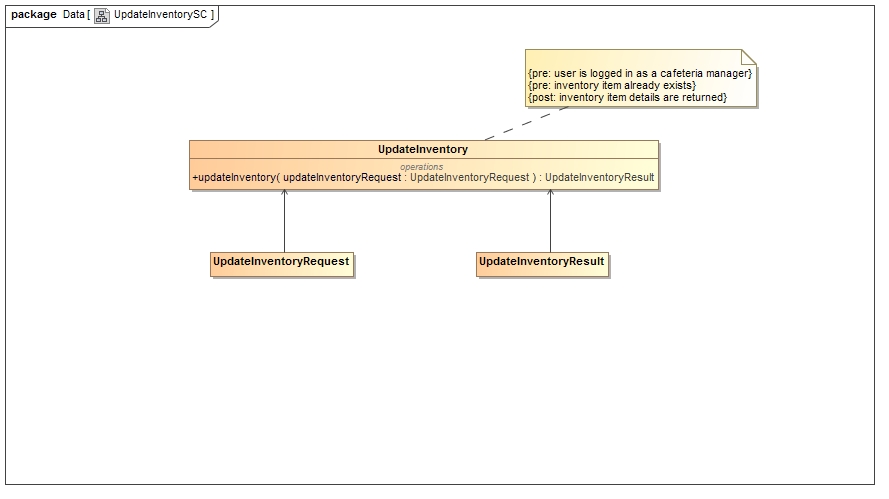 package Data [ UpdateInventorySC ]
{pre: user is logged in as a cafeteria manager}
{pre: inventory item already exists}
{post: inventory item details are returned}
UpdateInventory
operations
+updateInventory( updateInventoryRequest : UpdateInventoryRequest ) : UpdateInventoryResult
UpdateInventoryRequest
UpdateInventoryResult